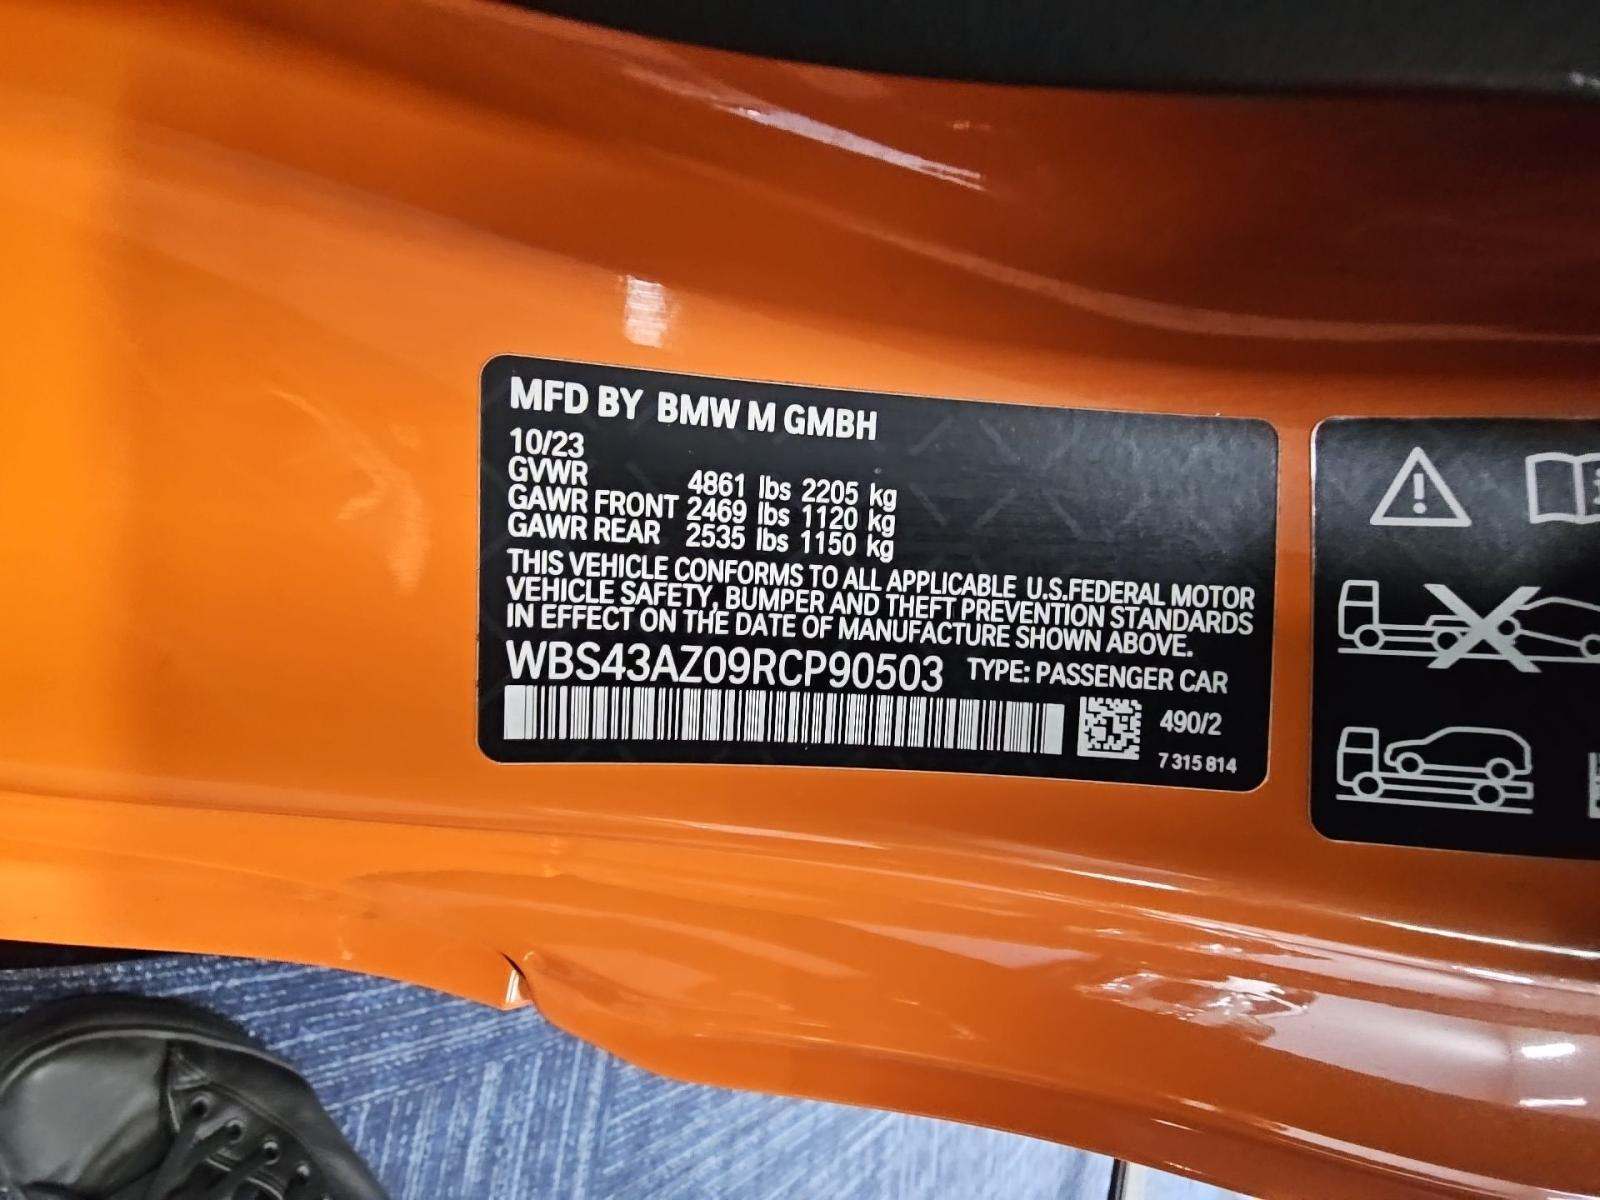 MFD BY BMW M GMBH
10/23
GVWR 4861 lbs 2205 kg
GAWR FRONT 2469 lbs 1120 kg
GAWR REAR 2535 lbs 1150 kg
THIS VEHICLE CONFORMS TO ALL APPLICABLE U.S.FEDERAL MOTOR
VEHICLE SAFETY, BUMPER AND THEFT PREVENTION STANDARDS
IN EFFECT ON THE DATE OF MANUFACTURE SHOWN ABOVE.
WBS43AZ09RCP90503 TYPE: PASSENGER CAR
490/2
7 315 814